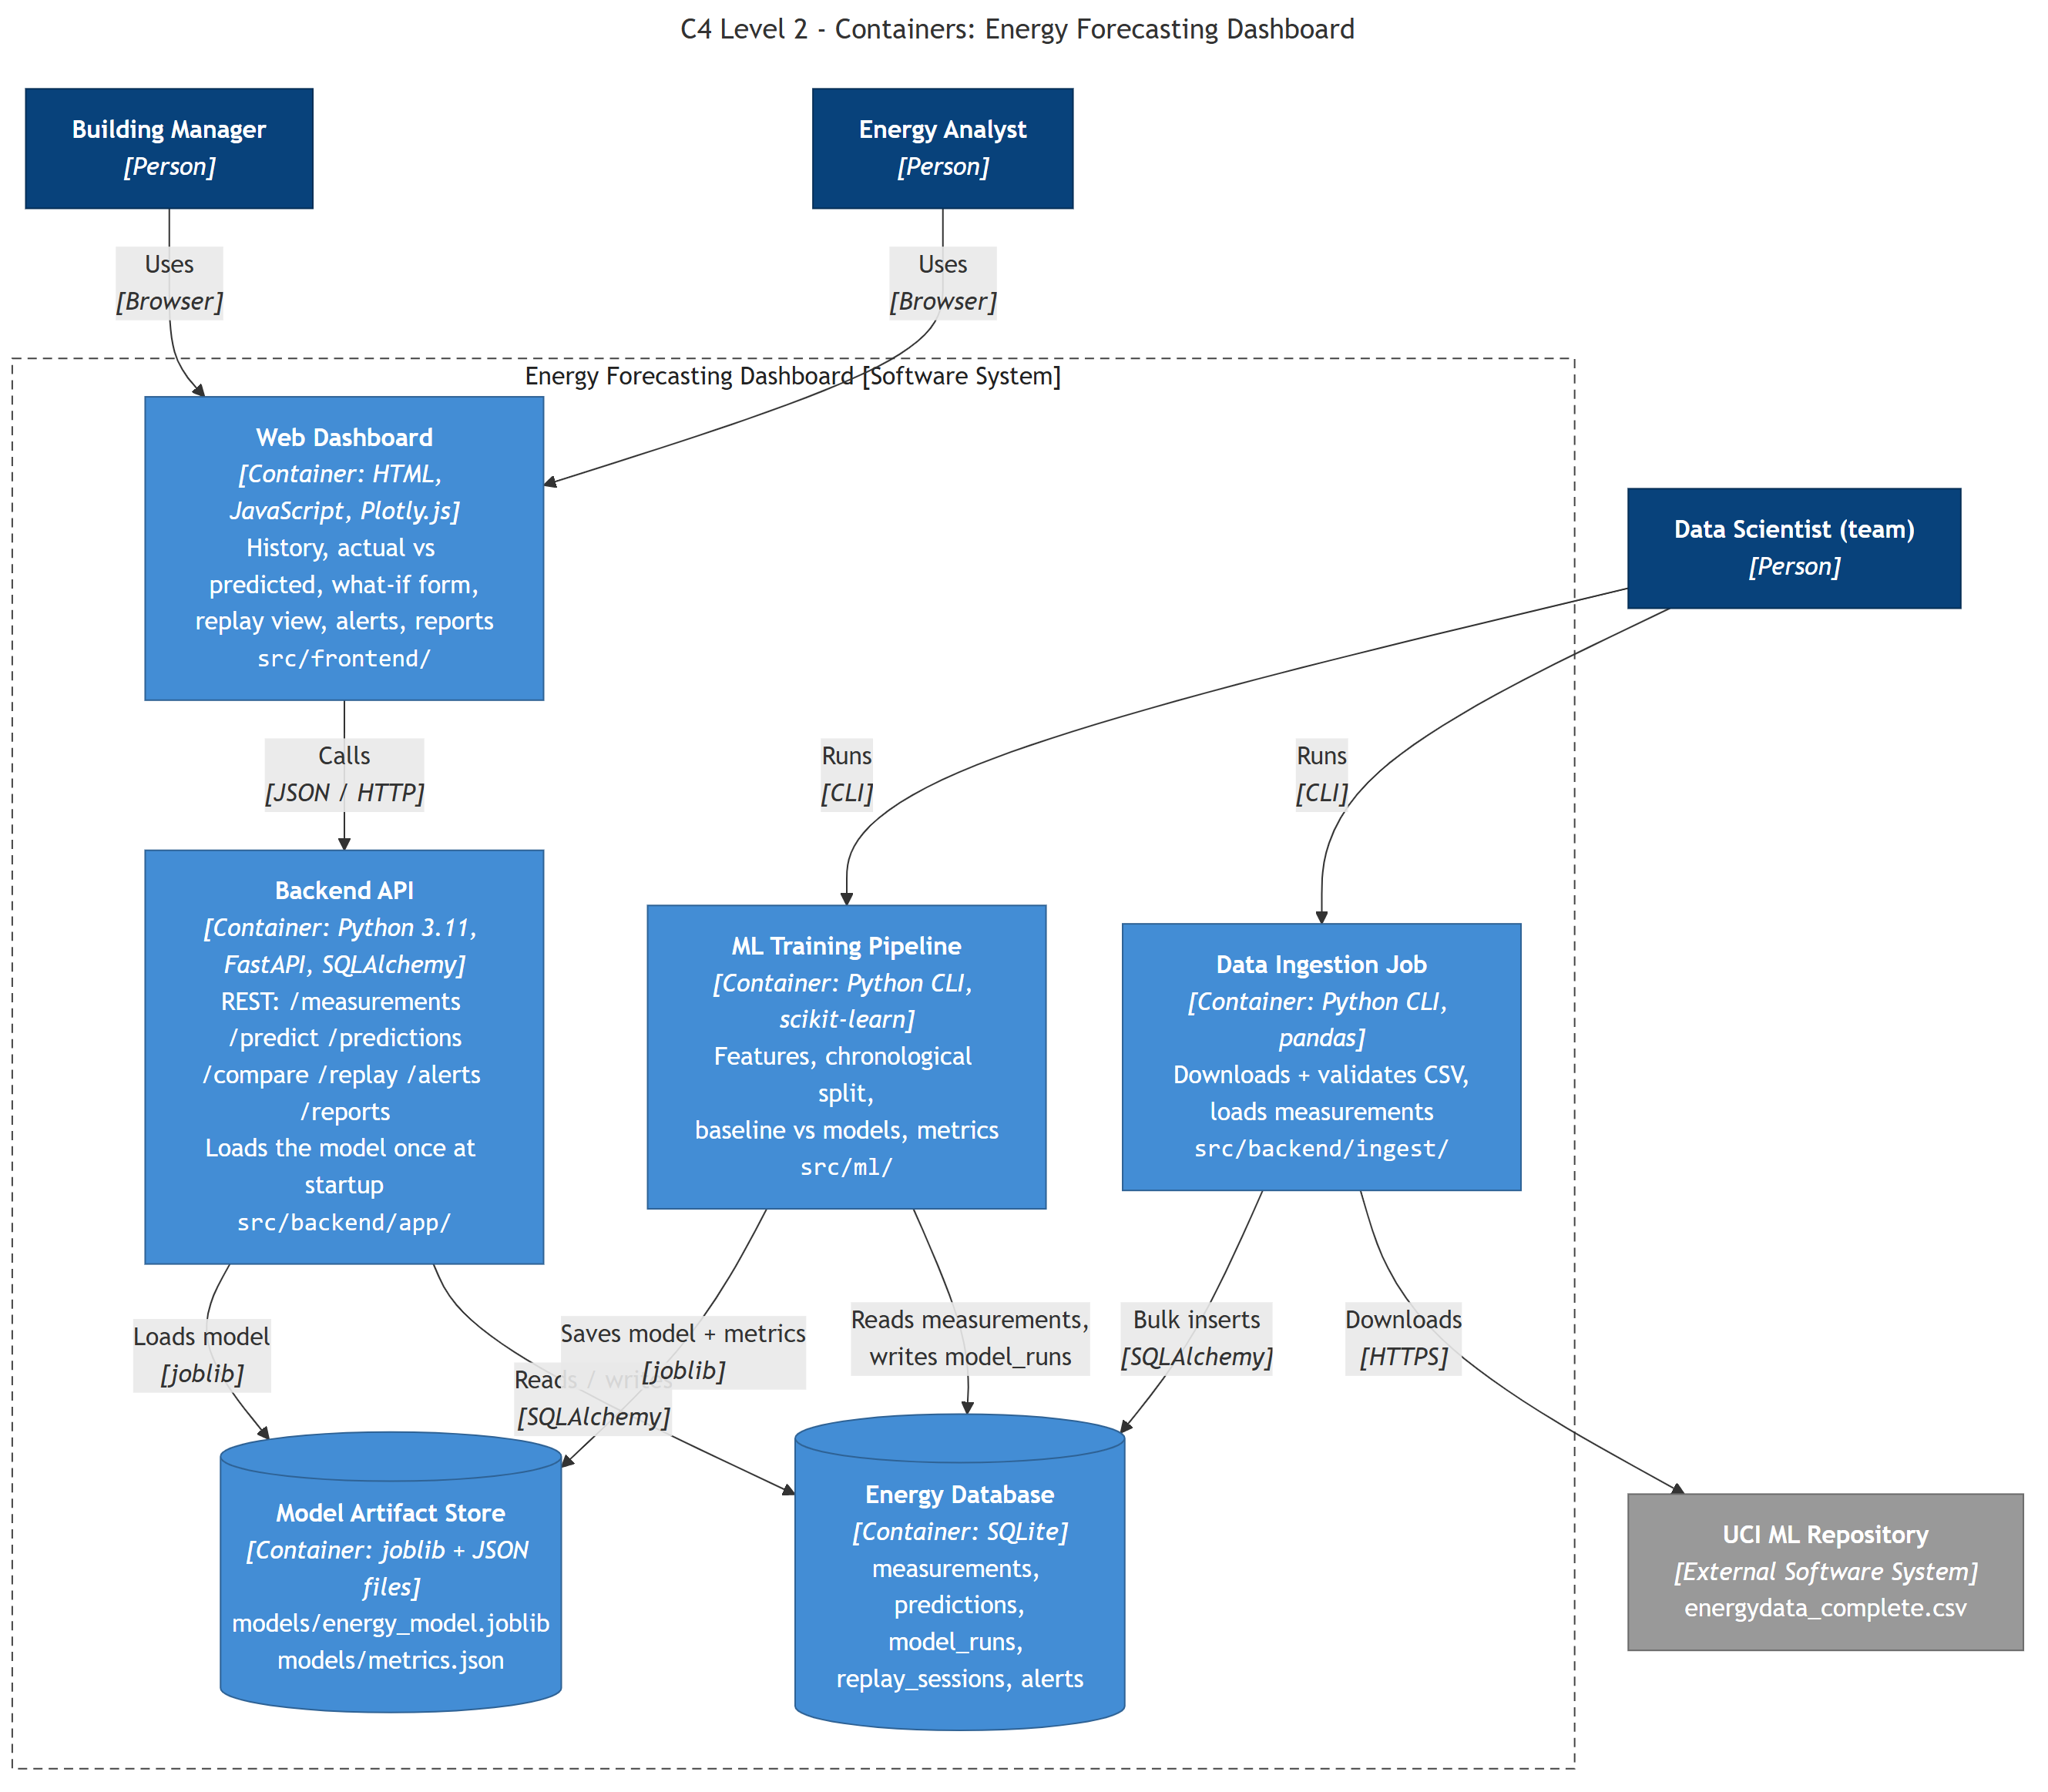 C4 Level 2 - Containers: Energy Forecasting Dashboard
Building Manager
[Person]
Energy Analyst
[Person]
Uses
[Browser]
Uses
[Browser]
Energy Forecasting Dashboard [Software System]
Web Dashboard
[Container: HTML,
JavaScript, Plotly.js]
History, actual vs
predicted, what-if form,
replay view, alerts, reports
src/frontend/
Data Scientist (team)
[Person]
Calls
[JSON / HTTP]
Runs
[CLI]
Runs
[CLI]
Backend API
[Container: Python 3.11,
FastAPI, SQLAlchemy]
REST: /measurements
/predict /predictions
/compare /replay /alerts
/reports
Loads the model once at
startup
src/backend/app/
ML Training Pipeline
[Container: Python CLI,
scikit-learn]
Features, chronological
split,
baseline vs models, metrics
src/ml/
Data Ingestion Job
[Container: Python CLI,
pandas]
Downloads + validates CSV,
loads measurements
src/backend/ingest/
Loads model
[joblib]
Reads / writes
[SQLAlchemy]
Saves model + metrics
[joblib]
Reads measurements,
writes model_runs
Bulk inserts
[SQLAlchemy]
Downloads
[HTTPS]
Model Artifact Store
[Container: joblib + JSON
files]
models/energy_model.joblib
models/metrics.json
Energy Database
[Container: SQLite]
measurements,
predictions,
model_runs,
replay_sessions, alerts
UCI ML Repository
[External Software System]
energydata_complete.csv